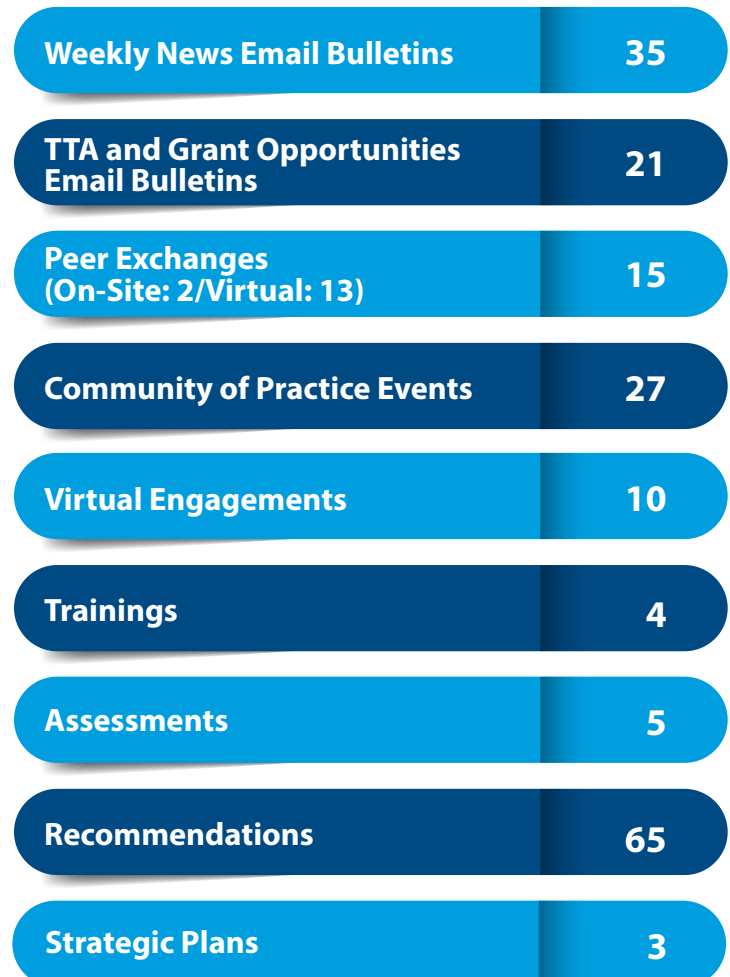 Weekly News Email Bulletins 35
TTA and Grant Opportunities
Email Bulletins 21
Peer Exchanges
(On-Site: 2/Virtual: 13) 15
Community of Practice Events 27
Virtual Engagements 10
Trainings 4
Assessments 5
Recommendations 65
Strategic Plans 3